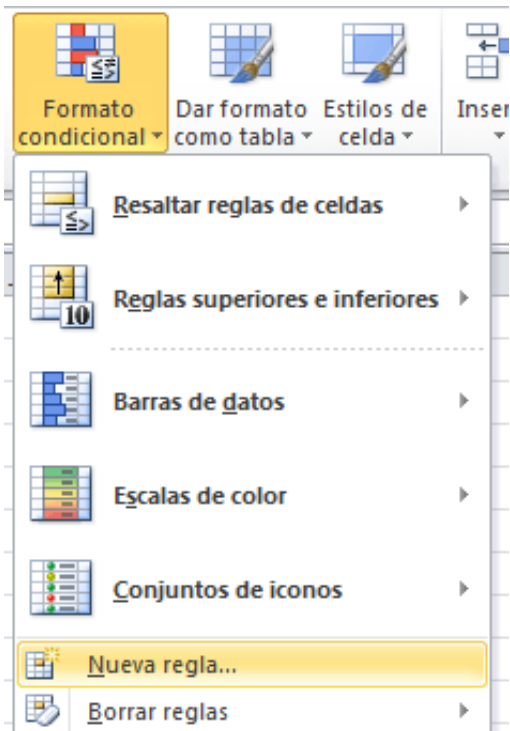 Formato Dar formato Estilos de Inser
condicional como tabla celda
Resaltar reglas de celdas
Reglas superiores e inferiores
10
Barras de datos
Escalas de color
Conjuntos de iconos
Nueva regla...
Borrar reglas